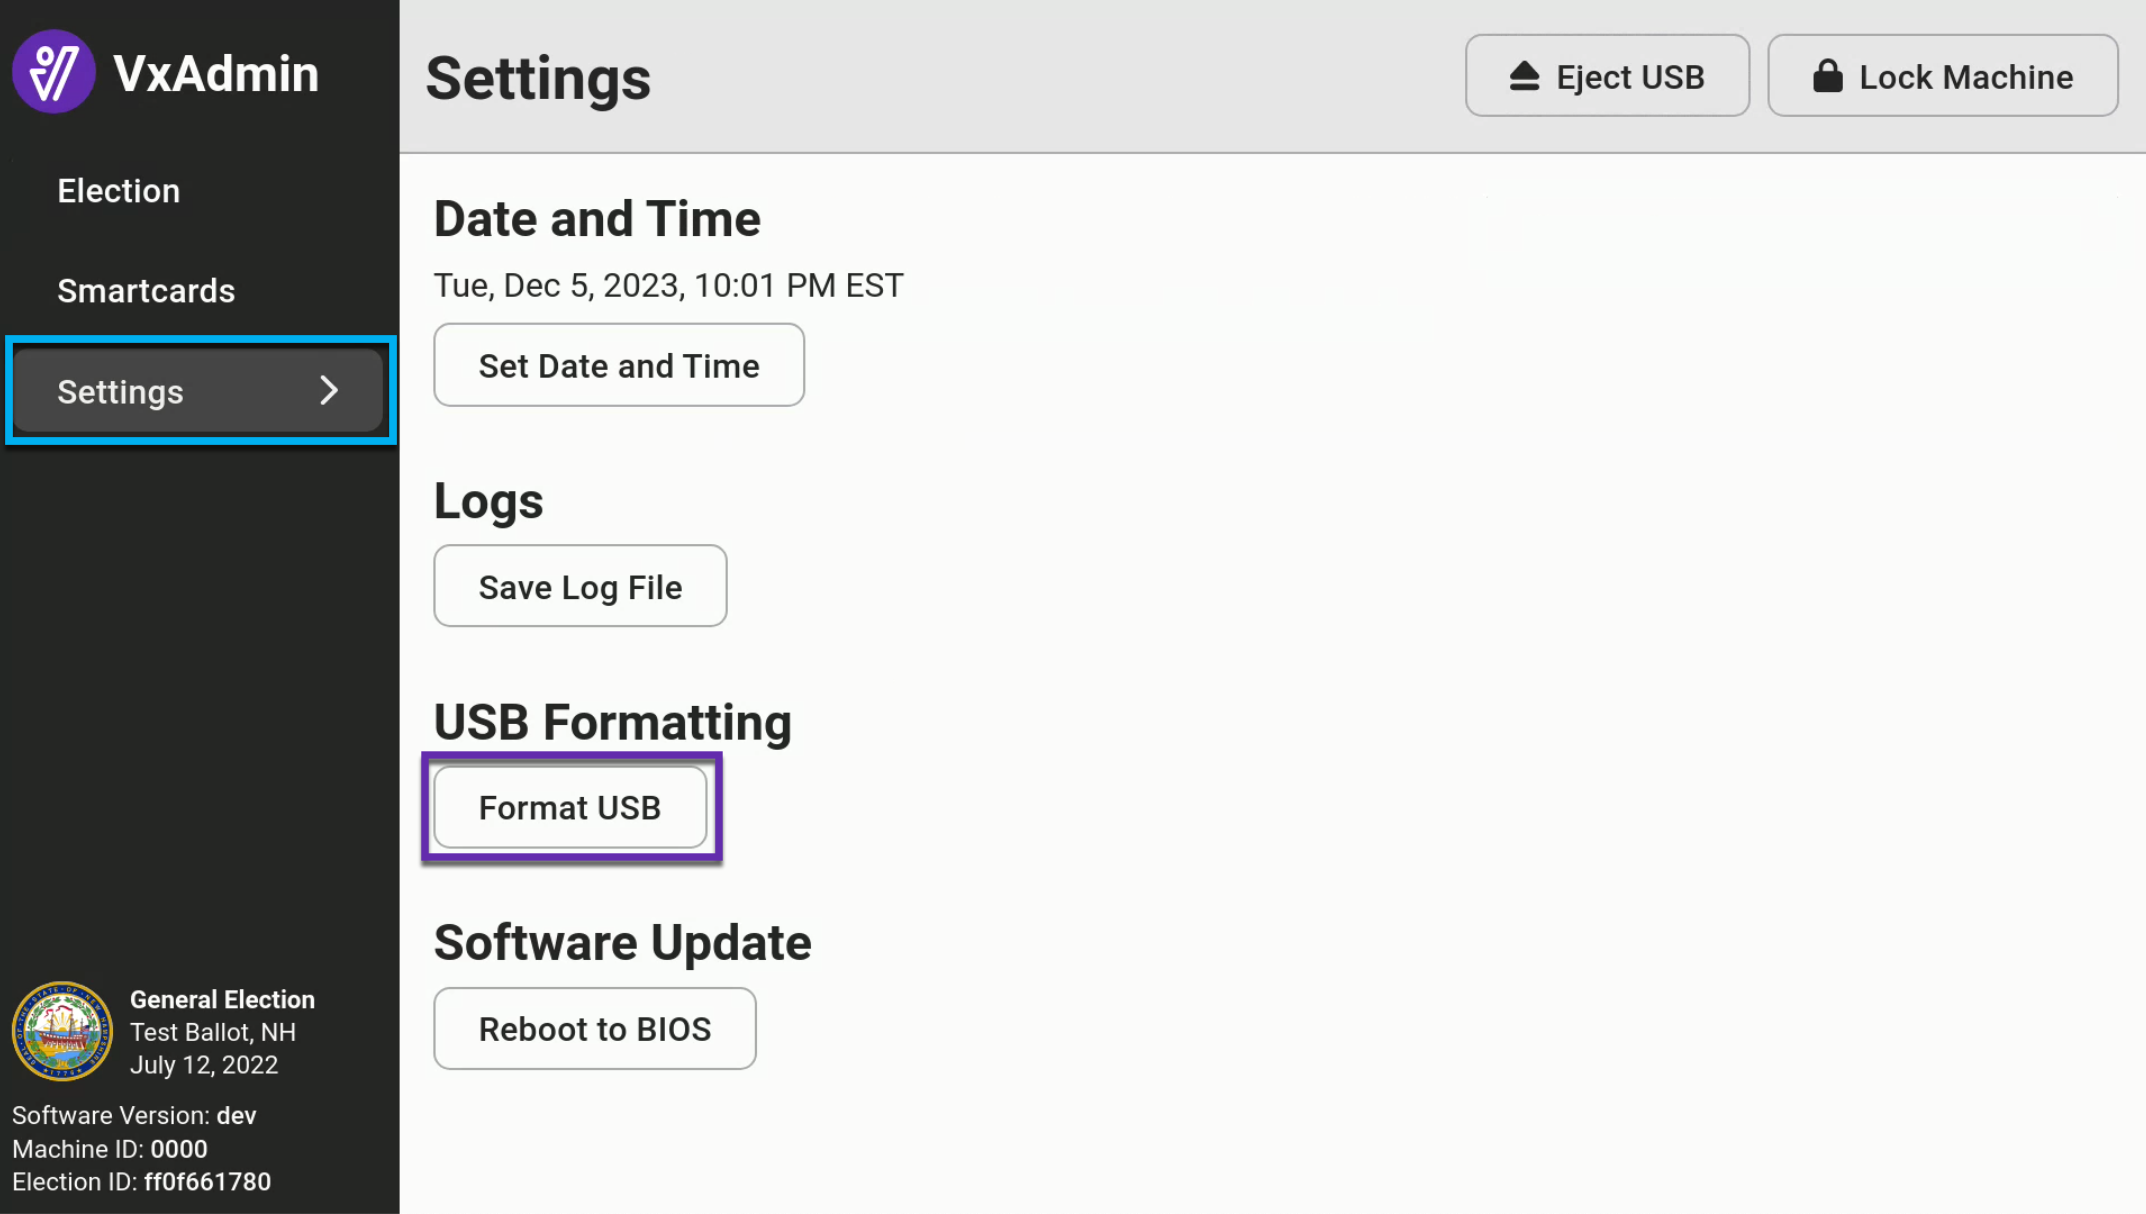 VxAdmin
Election
Smartcards
Settings
General Election
Test Ballot, NH
July 12, 2022
Software Version: dev
Machine ID: 0000
Election ID: ff0f661780
Settings
Eject USB
Lock Machine
Date and Time
Tue, Dec 5, 2023, 10:01 PM EST
Set Date and Time
Logs
Save Log File
USB Formatting
Format USB
Software Update
Reboot to BIOS